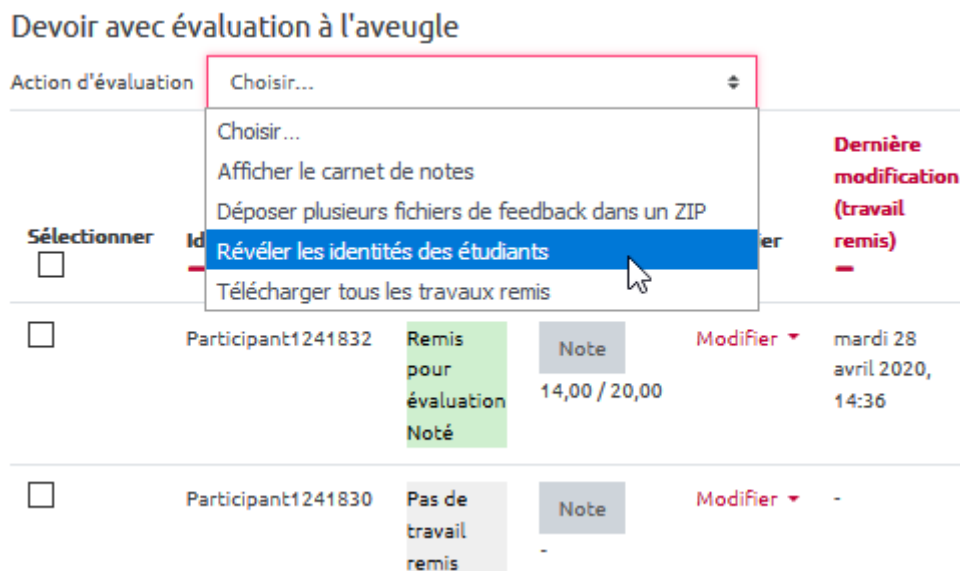 Devoir avec évaluation à l'aveugle
Action d'évaluation
Choisir...
Choisir...
Afficher le carnet de notes
Déposer plusieurs fichiers de feedback dans un ZIP
Révéler les identités des étudiants
Télécharger tous les travaux remis
Sélectionner
Id
er
Dernière
modification
(travail
remis)
Participant1241832
Remis
pour
évaluation
Noté
Note
14,00 / 20,00
Modifier
mardi 28
avril 2020,
14:36
Participant1241830
Pas de
travail
remis
Note
-
Modifier
-